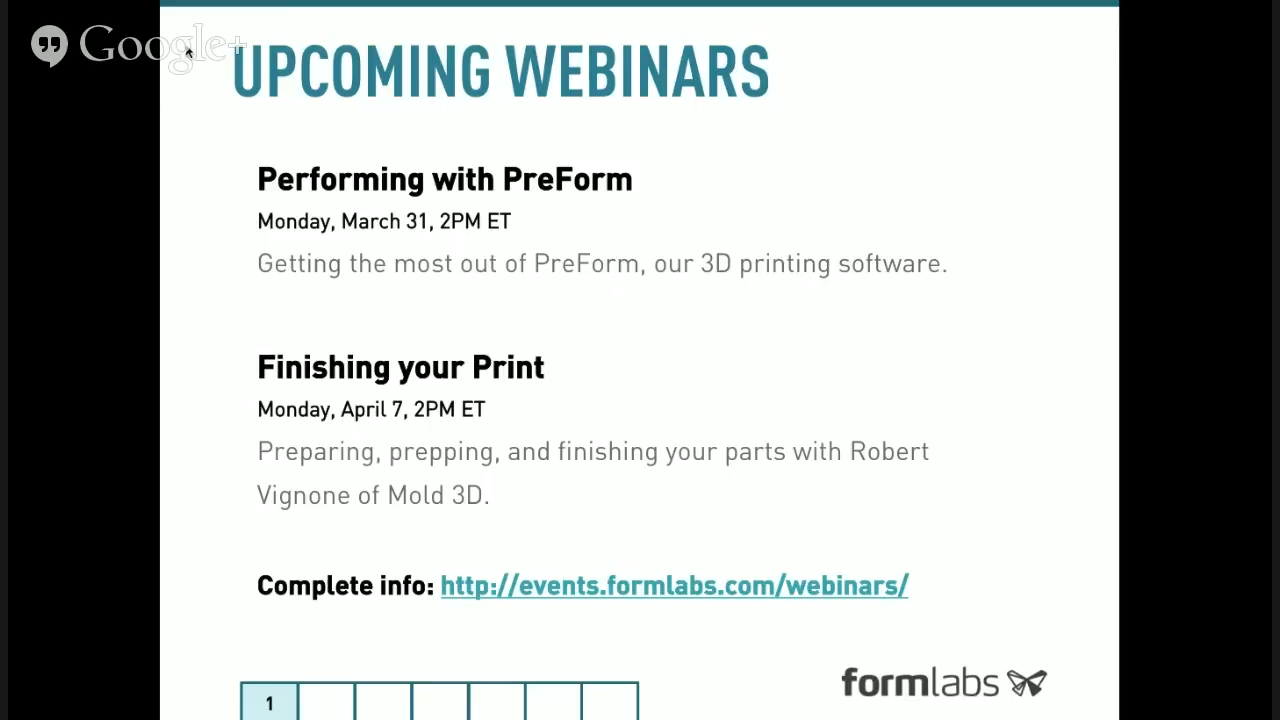 Google+
UPCOMING WEBINARS
Performing with PreForm
Monday, March 31, 2PM ET
Getting the most out of PreForm, our 3D printing software.
Finishing your Print
Monday, April 7, 2PM ET
Preparing, prepping, and finishing your parts with Robert
Vignone of Mold 3D.
Complete info: http://events.formlabs.com/webinars/
1
formlabs